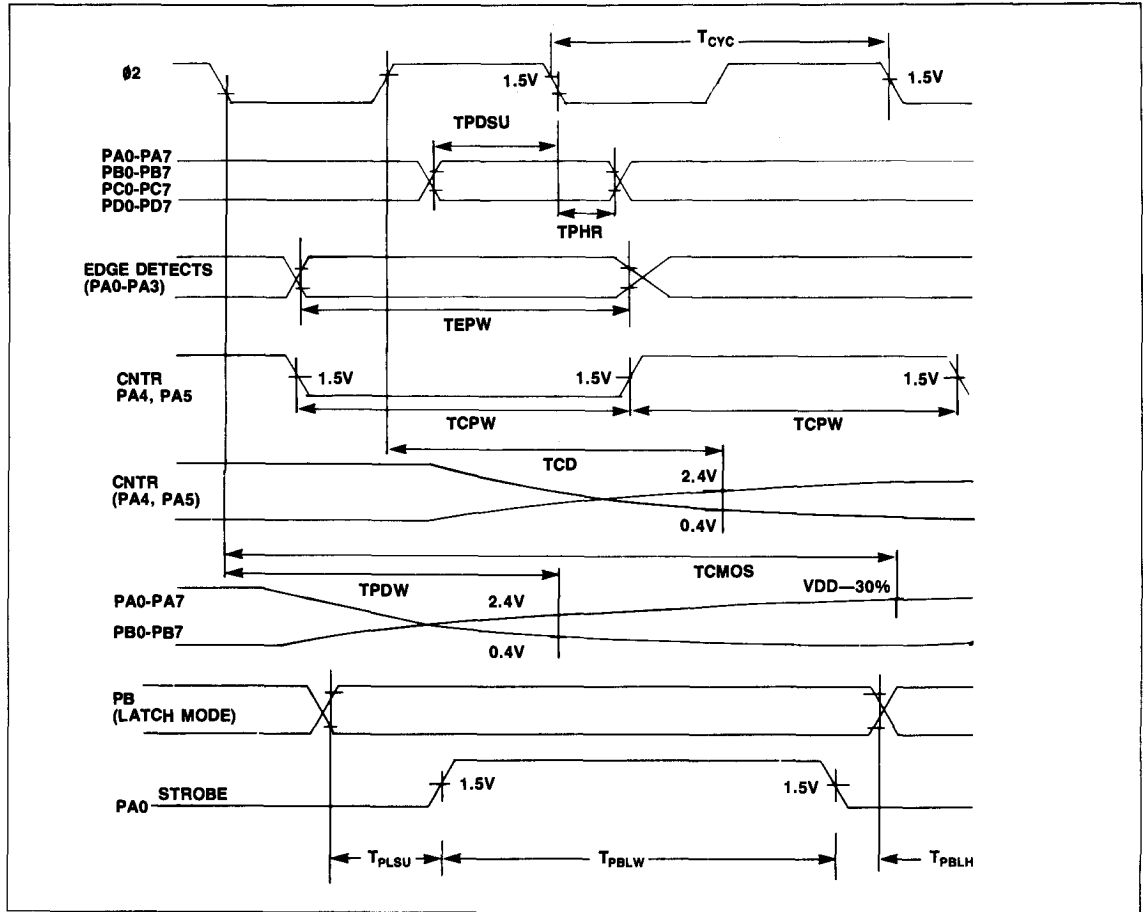 T_CYC
ø2
1.5V
1.5V
TPDSU
PA0-PA7
PB0-PB7
PC0-PC7
PD0-PD7
TPHR
EDGE DETECTS
(PA0-PA3)
TEPW
CNTR
PA4, PA5
1.5V
1.5V
1.5V
TCPW
TCPW
TCD
CNTR
(PA4, PA5)
2.4V
0.4V
TCMOS
TPDW
VDD—30%
PA0-PA7
2.4V
PB0-PB7
0.4V
PB
(LATCH MODE)
STROBE
PA0
1.5V
1.5V
T_PLSU
T_PBLW
T_PBLH